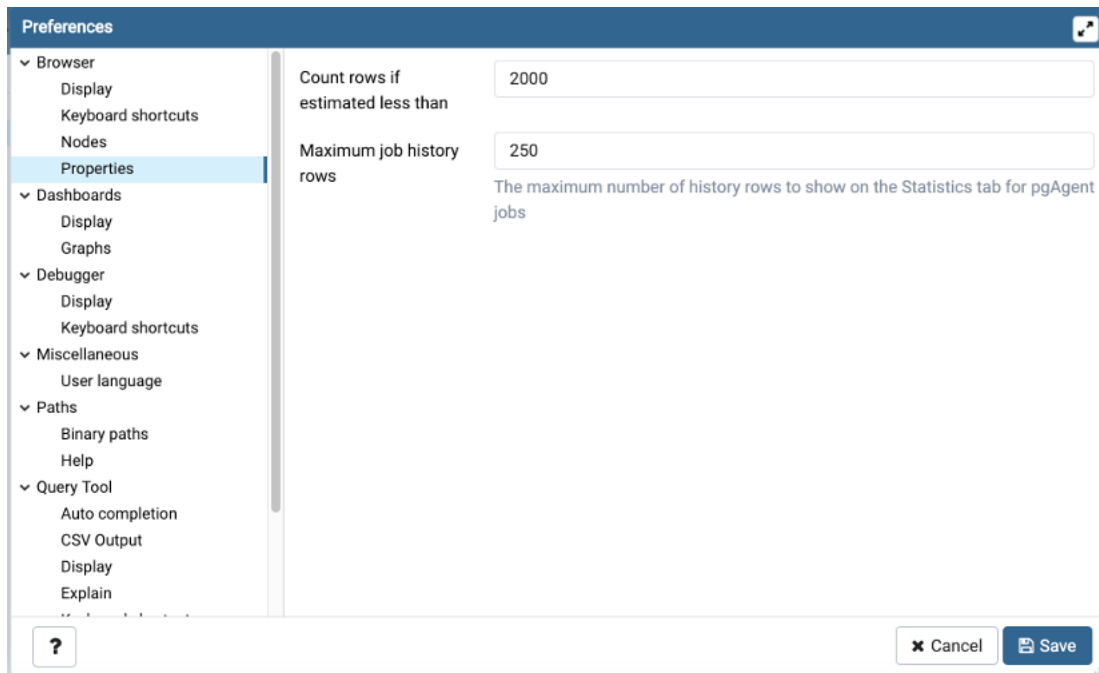 Preferences
Browser
Display
Keyboard shortcuts
Nodes
Properties
Dashboards
Display
Graphs
Debugger
Display
Keyboard shortcuts
Miscellaneous
User language
Paths
Binary paths
Help
Query Tool
Auto completion
CSV Output
Display
Explain
Count rows if
estimated less than
2000
Maximum job history
rows
250
The maximum number of history rows to show on the Statistics tab for pgAgent
jobs
?
Cancel
Save